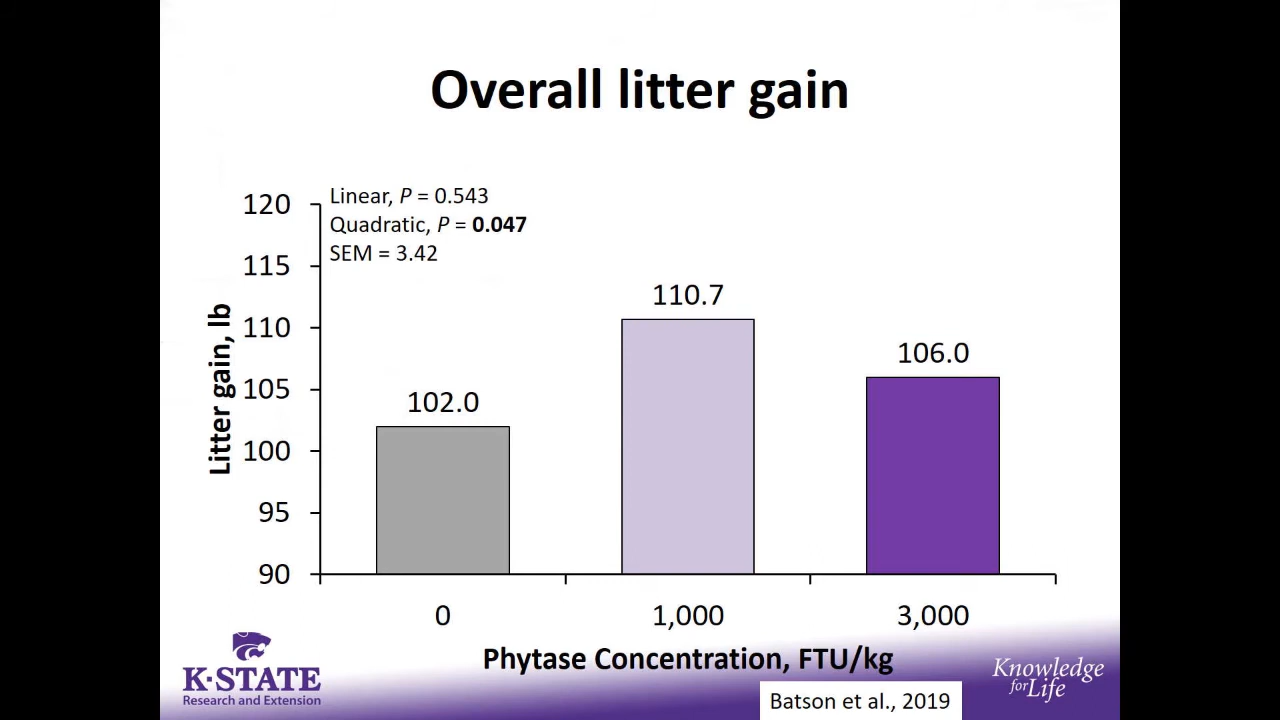 Overall litter gain
Linear, P = 0.543
Quadratic, P = 0.047
SEM = 3.42
120
115
110
105
100
95
90
Litter gain, lb
102.0
110.7
106.0
0
1,000
3,000
Phytase Concentration, FTU/kg
K-STATE
Research and Extension
Knowledge
for Life
Batson et al., 2019